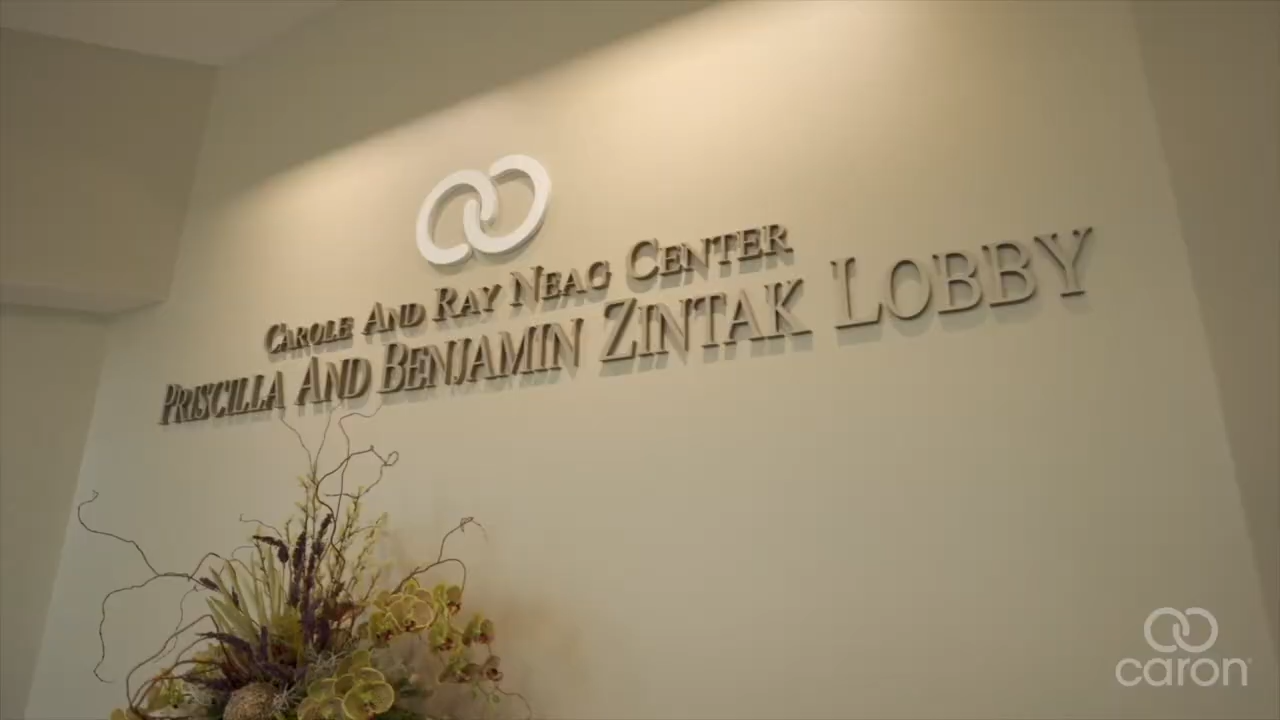 Carole And Ray Neag Center
Priscilla And Benjamin Zintak Lobby
caron